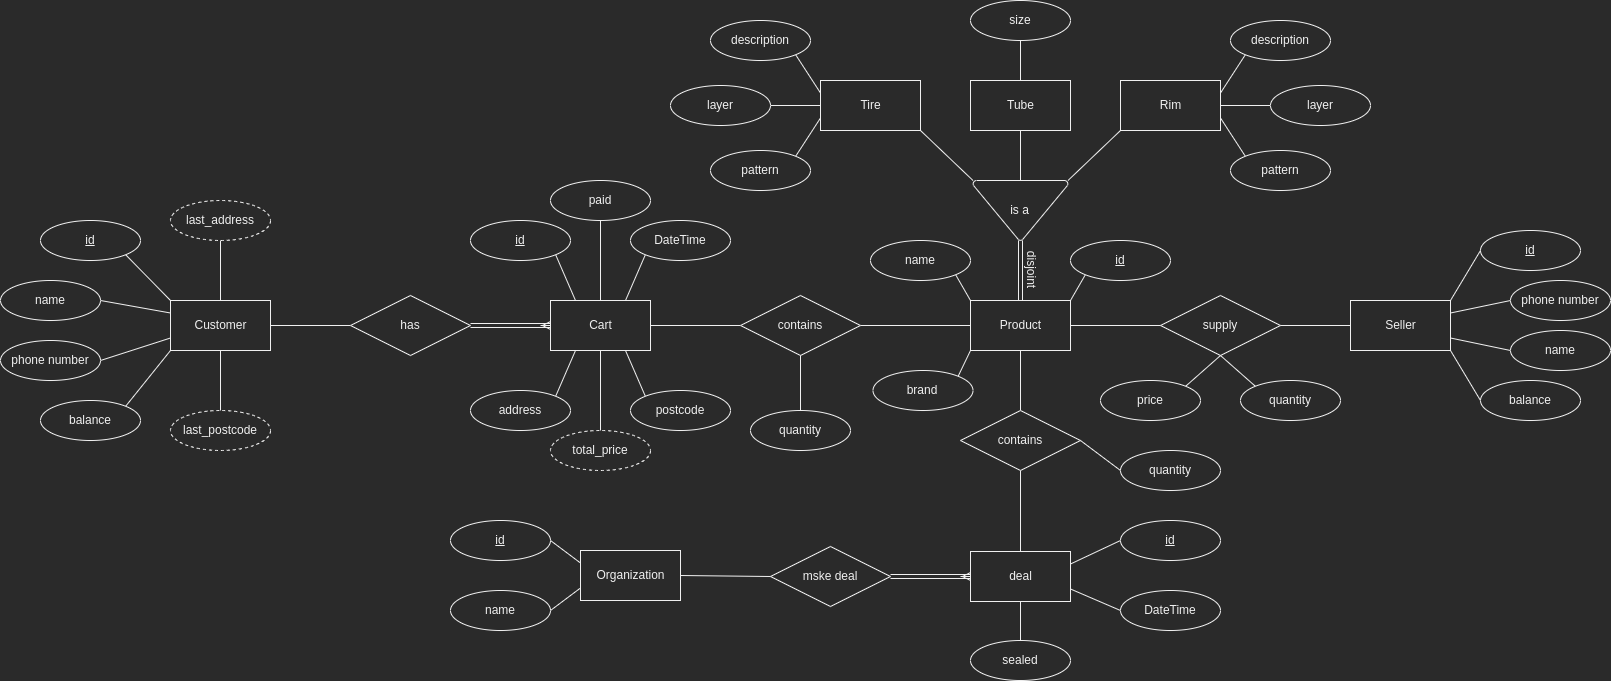 size
description
description
Tire
Tube
Rim
layer
layer
pattern
pattern
is a
paid
last_address
id
id
DateTime
name
disjoint
id
id
name
phone number
Customer
has
Cart
contains
Product
supply
Seller
phone number
name
balance
last_postcode
address
postcode
total_price
quantity
brand
price
quantity
balance
contains
quantity
id
name
Organization
mske deal
deal
id
DateTime
sealed